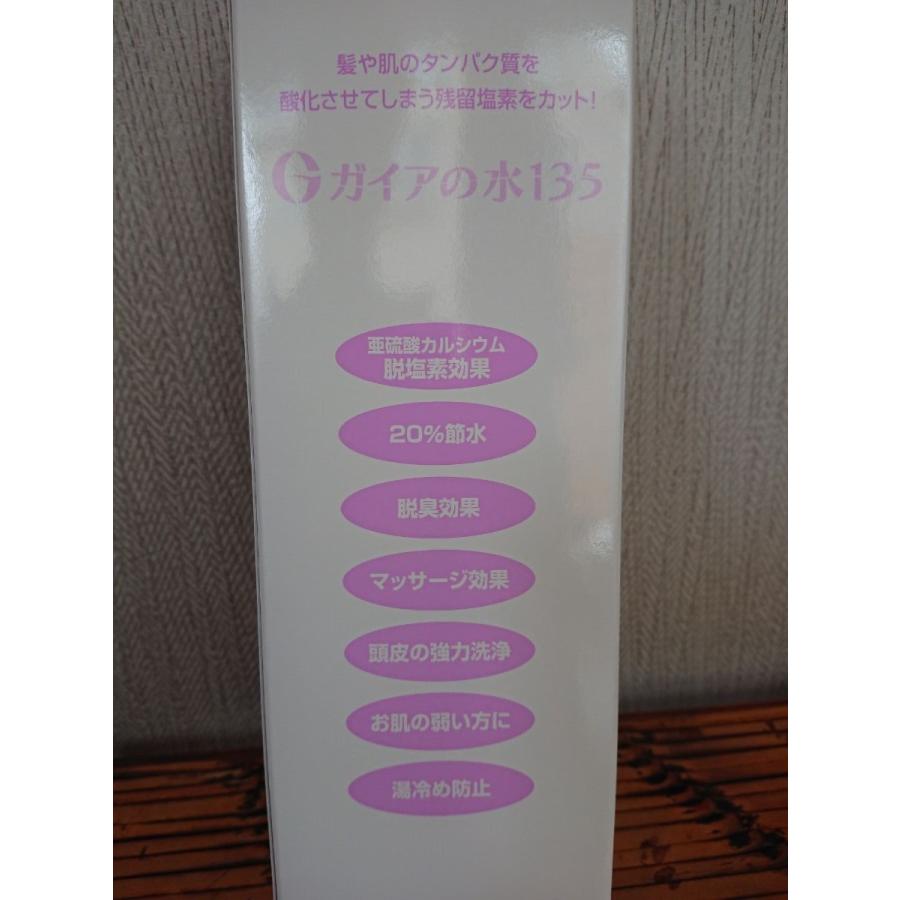 髪や肌のタンパク質を
酸化させてしまう残留塩素をカット!
G ガイアの水135
亜硫酸カルシウム
脱塩素効果
20%節水
脱臭効果
マッサージ効果
頭皮の強力洗浄
お肌の弱い方に
湯冷め防止